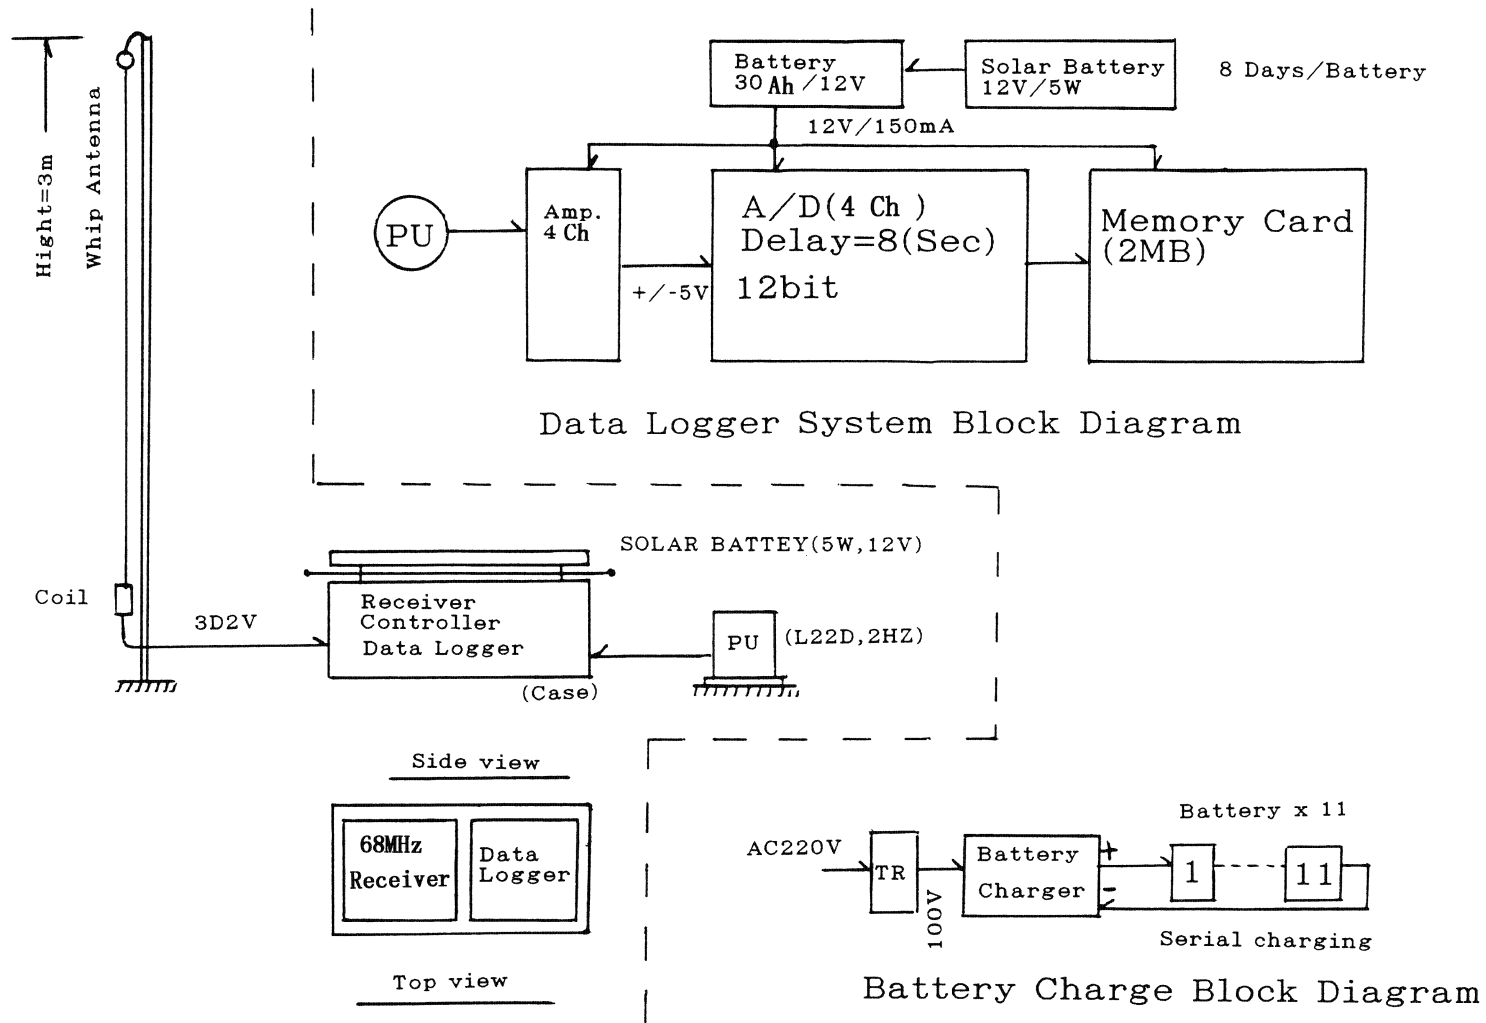 Hight=3m
Whip Antenna
Battery
30Ah/12V
Solar Battery
12V/5W
8 Days/Battery
12V/150mA
PU
Amp.
4 Ch
+/-5V
A/D(4 Ch)
Delay=8(Sec)
12bit
Memory Card
(2MB)
Data Logger System Block Diagram
SOLAR BATTEY(5W,12V)
Coil
3D2V
Receiver
Controller
Data Logger
(Case)
PU
(L22D,2HZ)
Side view
68MHz
Receiver
Data
Logger
Top view
Battery x 11
AC220V
TR
100V
Battery
Charger
+
-
1
11
Serial charging
Battery Charge Block Diagram